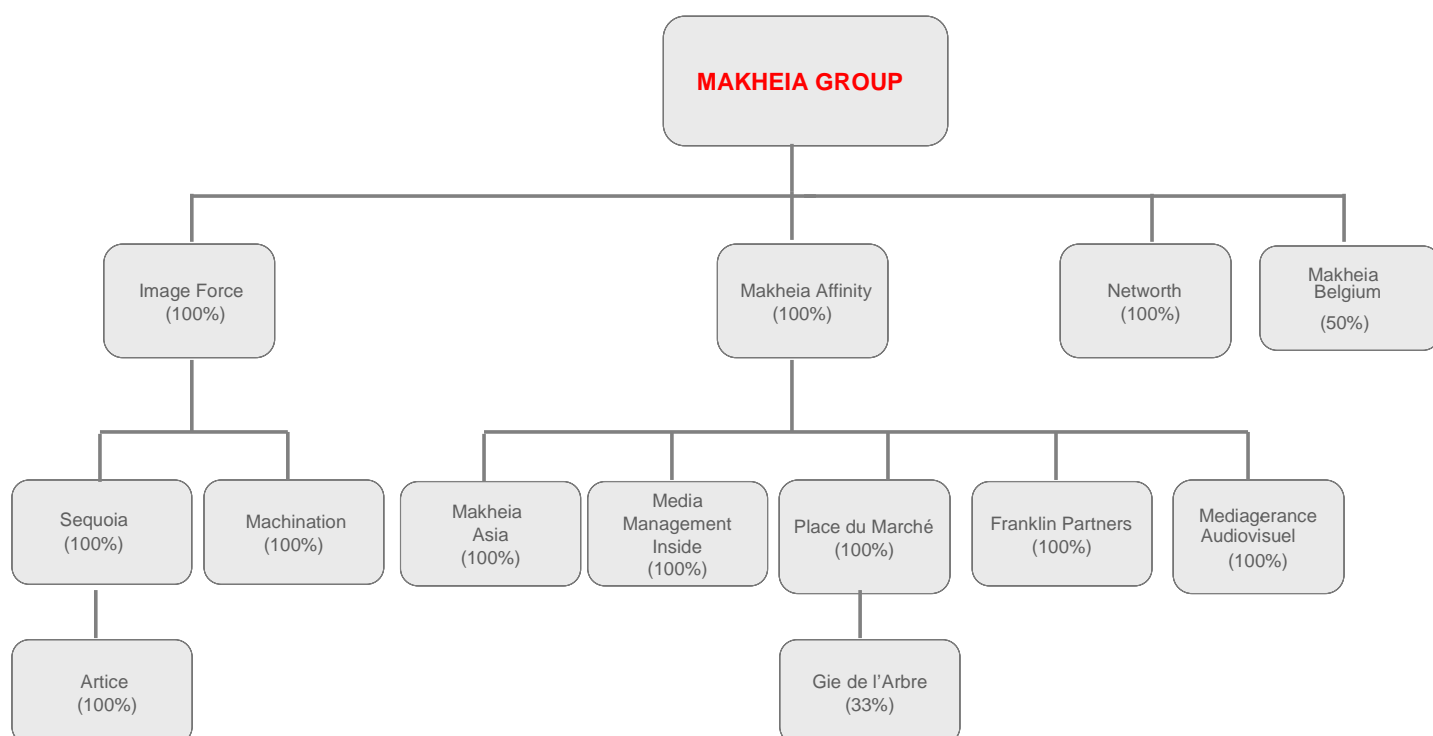 MAKHEIA GROUP
Image Force
(100%)
Makheia Affinity
(100%)
Networth
(100%)
Makheia
Belgium
(50%)
Sequoia
(100%)
Machination
(100%)
Makheia
Asia
(100%)
Media
Management
Inside
(100%)
Place du Marché
(100%)
Franklin Partners
(100%)
Mediagerance
Audiovisuel
(100%)
Artice
(100%)
Gie de l’Arbre
(33%)